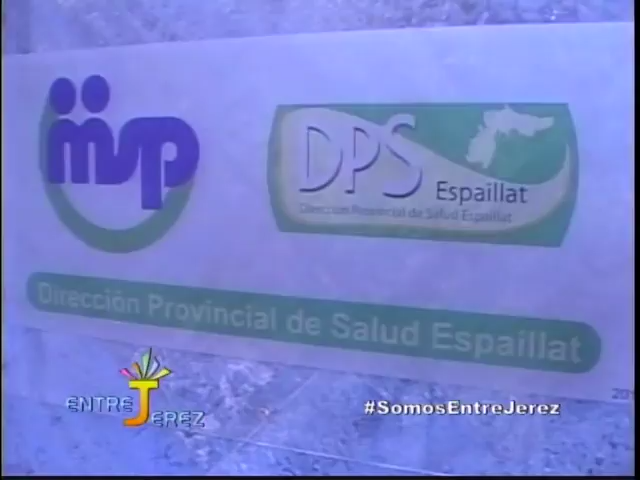 msp
DPS
Espaillat
Dirección Provincial de Salud Espaillat
Dirección Provincial de Salud Espaillat
ENTRE JEREZ
#SomosEntreJerez